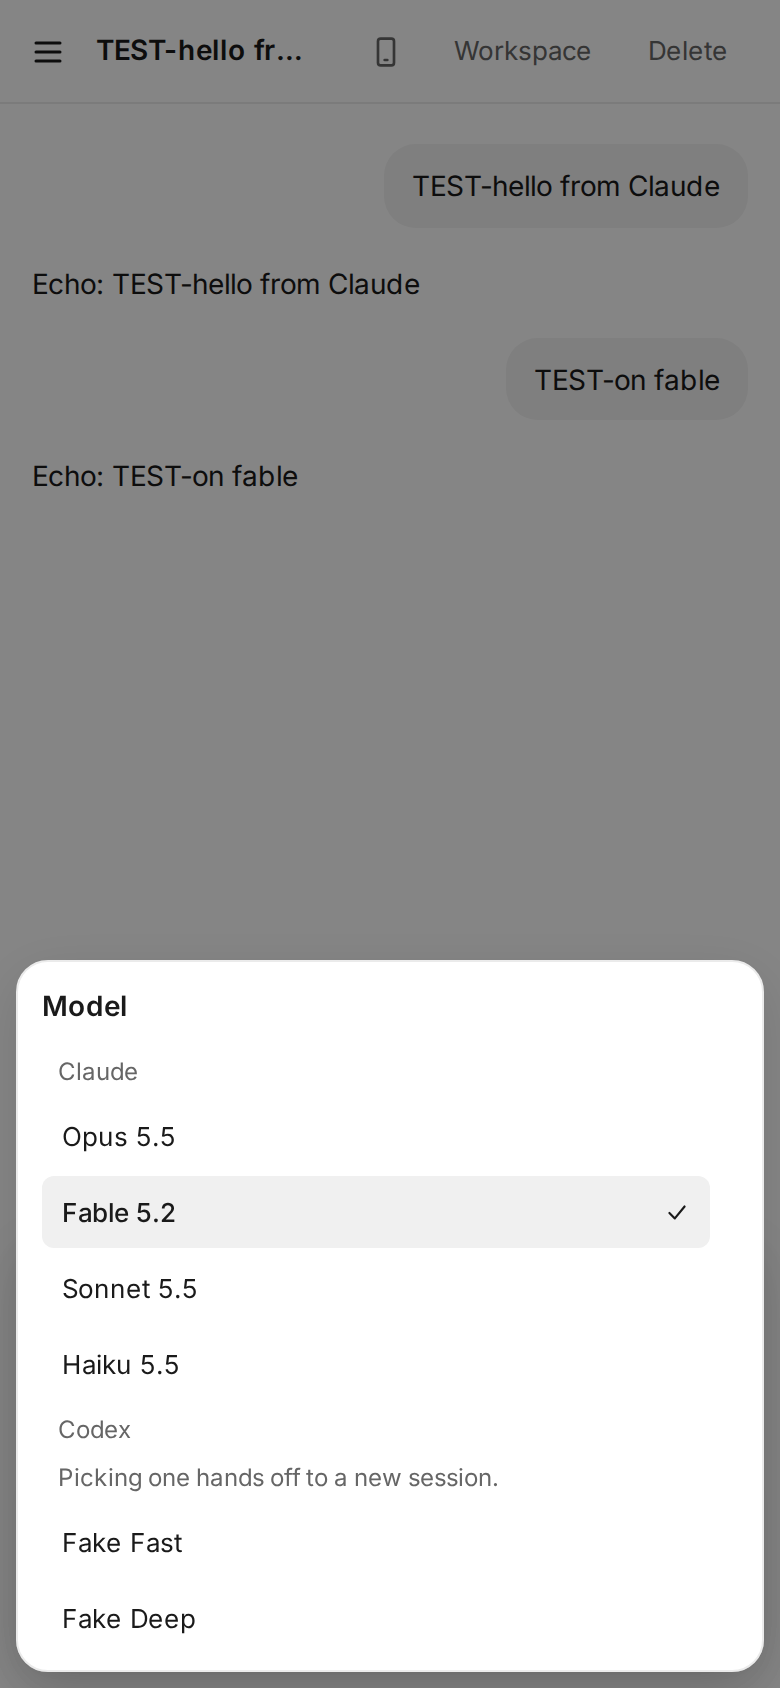 TEST-hello fr...
Workspace
Delete
TEST-hello from Claude
Echo: TEST-hello from Claude
TEST-on fable
Echo: TEST-on fable
Model
Claude
Opus 5.5
Fable 5.2
Sonnet 5.5
Haiku 5.5
Codex
Picking one hands off to a new session.
Fake Fast
Fake Deep